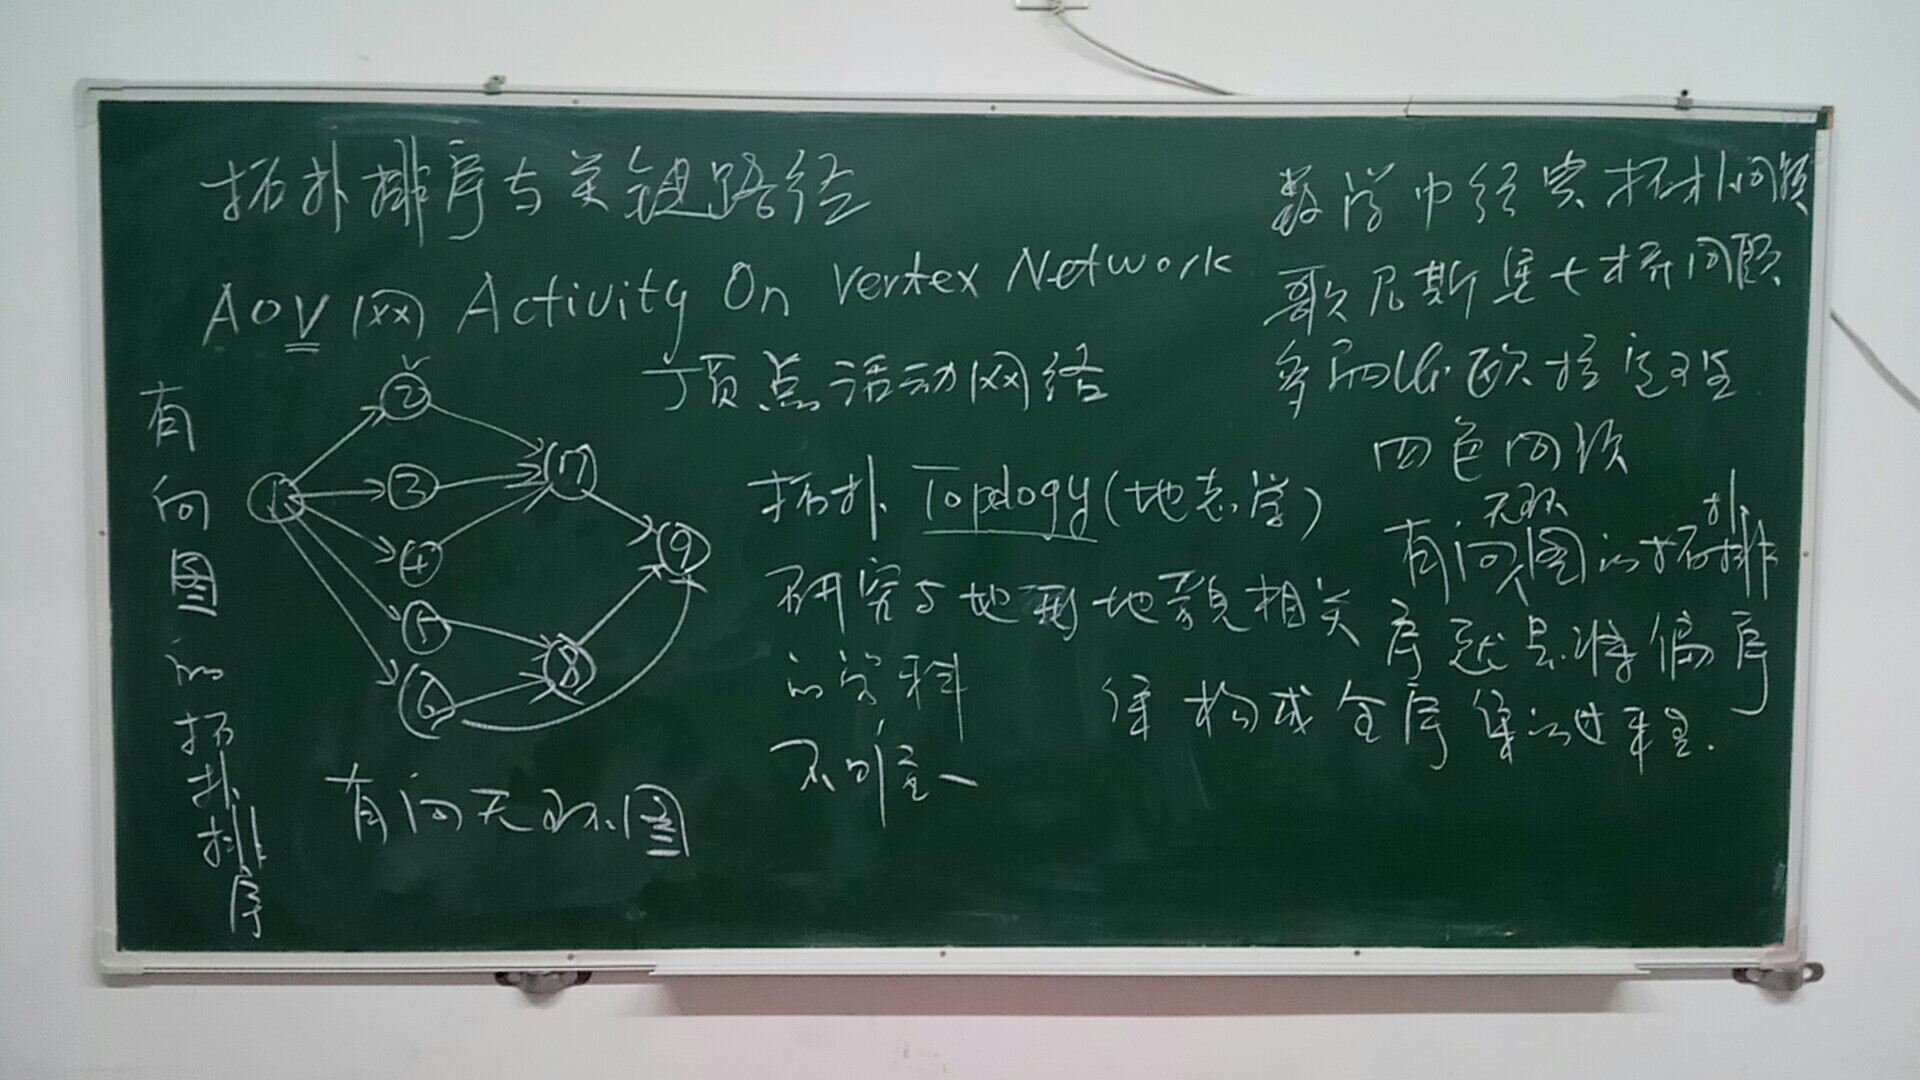 拓扑排序与关键路径
AOV网 Activity On Vertex Network
顶点活动网络
有向图的拓扑排序
1
2
3
4
5
6
7
8
9
有向无环图
拓扑 Topology(地志学)
研究与地形地貌相关
的学科
数学中经典拓扑问题
哥尼斯堡七桥问题
多面体欧拉定理
四色问题
有向无环图的拓扑排
序就是将偏序
集构成全序集的过程.